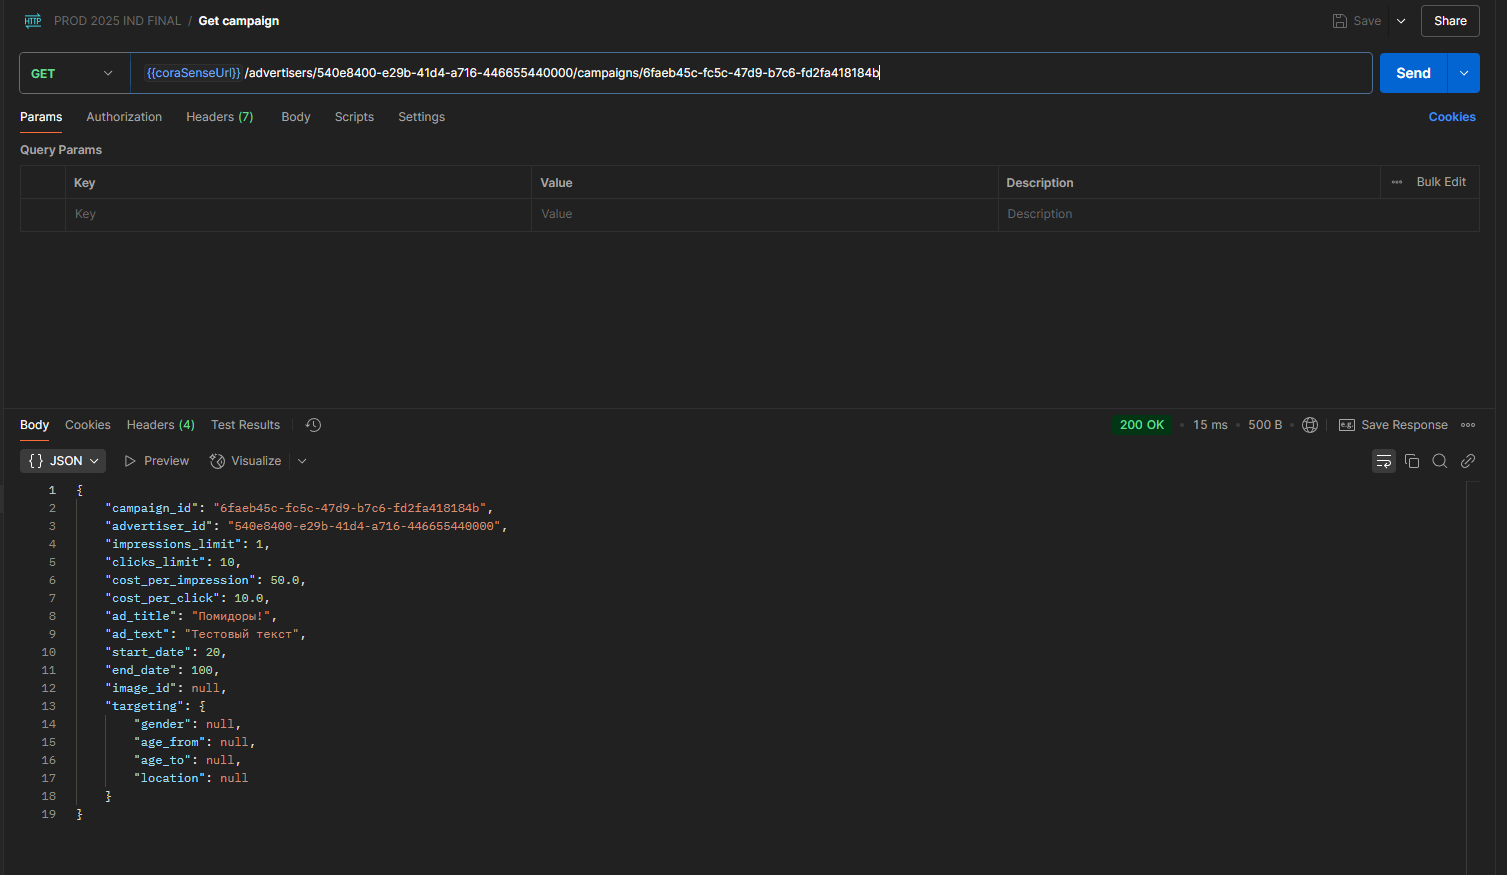 HTTP PROD 2025 IND FINAL / Get campaign Save Share
GET {{coraSenseUrl}} /advertisers/540e8400-e29b-41d4-a716-446655440000/campaigns/6faeb45c-fc5c-47d9-b7c6-fd2fa418184b Send
Params Authorization Headers (7) Body Scripts Settings Cookies
Query Params
Key Value Description Bulk Edit
Key Value Description
Body Cookies Headers (4) Test Results 200 OK 15 ms 500 B e.g. Save Response
{} JSON Preview Visualize
1 {
2 "campaign_id": "6faeb45c-fc5c-47d9-b7c6-fd2fa418184b",
3 "advertiser_id": "540e8400-e29b-41d4-a716-446655440000",
4 "impressions_limit": 1,
5 "clicks_limit": 10,
6 "cost_per_impression": 50.0,
7 "cost_per_click": 10.0,
8 "ad_title": "Помидоры!",
9 "ad_text": "Тестовый текст",
10 "start_date": 20,
11 "end_date": 100,
12 "image_id": null,
13 "targeting": {
14 "gender": null,
15 "age_from": null,
16 "age_to": null,
17 "location": null
18 }
19 }